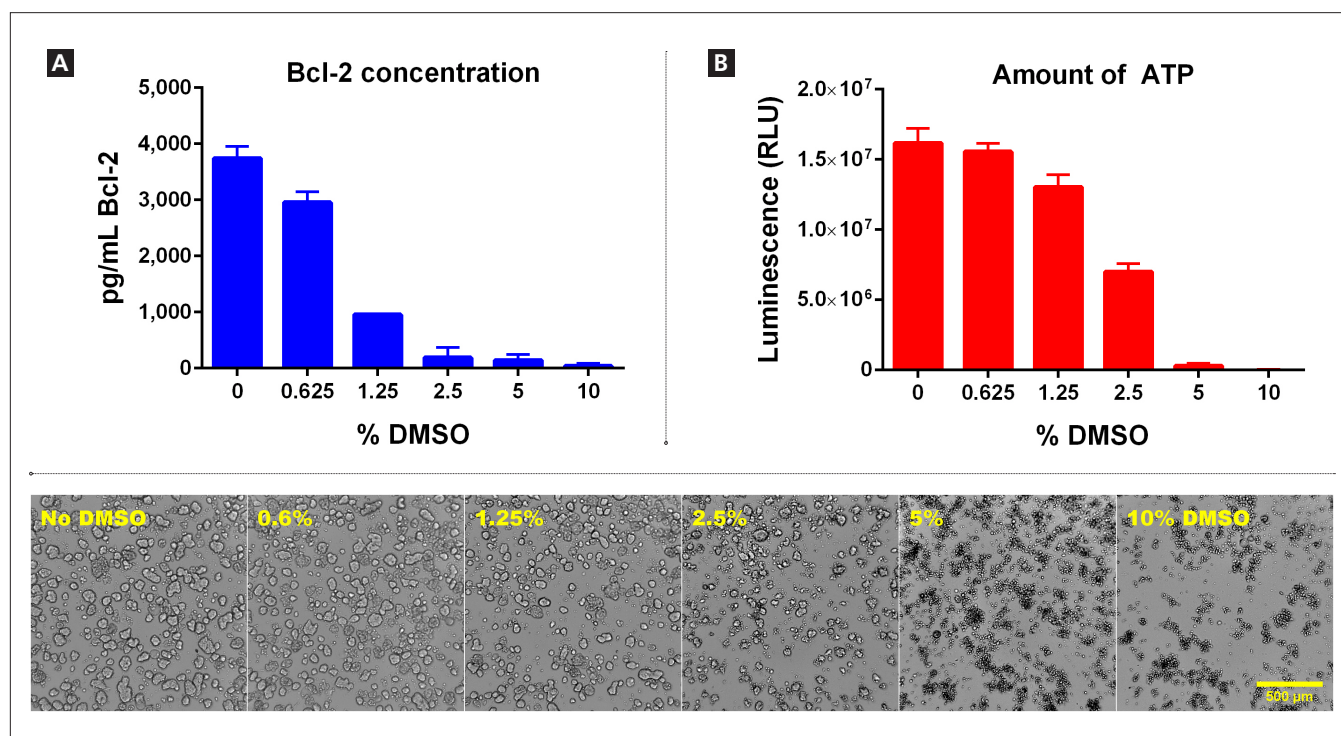 A
Bcl-2 concentration
pg/mL Bcl-2
5,000
4,000
3,000
2,000
1,000
0
0 0.625 1.25 2.5 5 10
% DMSO
B
Amount of ATP
Luminescence (RLU)
2.0×10⁷
1.5×10⁷
1.0×10⁷
5.0×10⁶
0
0 0.625 1.25 2.5 5 10
% DMSO
No DMSO 0.6% 1.25% 2.5% 5% 10% DMSO
500 µm